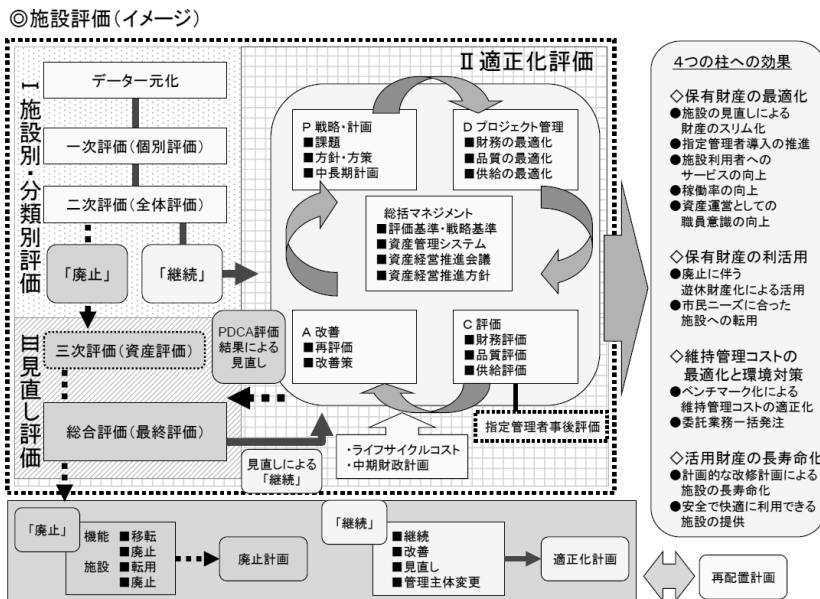 ◎施設評価(イメージ)
Ⅰ施設別・分類別評価
データ一元化
一次評価(個別評価)
二次評価(全体評価)
「廃止」
「継続」
Ⅱ適正化評価
P 戦略・計画
■課題
■方針・方策
■中長期計画
D プロジェクト管理
■財務の最適化
■品質の最適化
■供給の最適化
総括マネジメント
■評価基準・戦略基準
■資産管理システム
■資産経営推進会議
■資産経営推進方針
A 改善
■再評価
■改善策
C 評価
■財務評価
■品質評価
■供給評価
指定管理者事後評価
・ライフサイクルコスト
・中期財政計画
Ⅲ見直し評価
三次評価(資産評価)
PDCA評価
結果による
見直し
総合評価(最終評価)
見直しによる
「継続」
「廃止」
機能 ■移転
■廃止
施設 ■転用
■廃止
廃止計画
「継続」
■継続
■改善
■見直し
■管理主体変更
適正化計画
再配置計画
4つの柱への効果
◇保有財産の最適化
●施設の見直しによる
財産のスリム化
●指定管理者導入の推進
●施設利用者への
サービスの向上
●稼働率の向上
●資産運営としての
職員意識の向上
◇保有財産の利活用
●廃止に伴う
遊休財産化による活用
●市民ニーズに合った
施設への転用
◇維持管理コストの
最適化と環境対策
●ベンチマーク化による
維持管理コストの適正化
●委託業務一括発注
◇活用財産の長寿命化
●計画的な改修計画による
施設の長寿命化
●安全で快適に利用できる
施設の提供